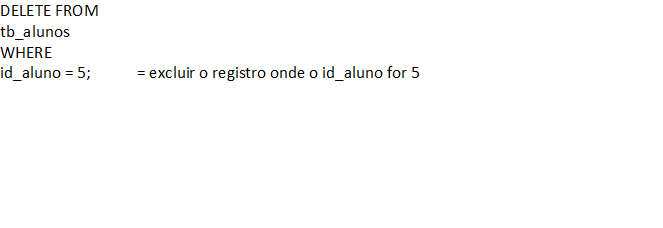 DELETE FROM
tb_alunos
WHERE
id_aluno = 5; = excluir o registro onde o id_aluno for 5